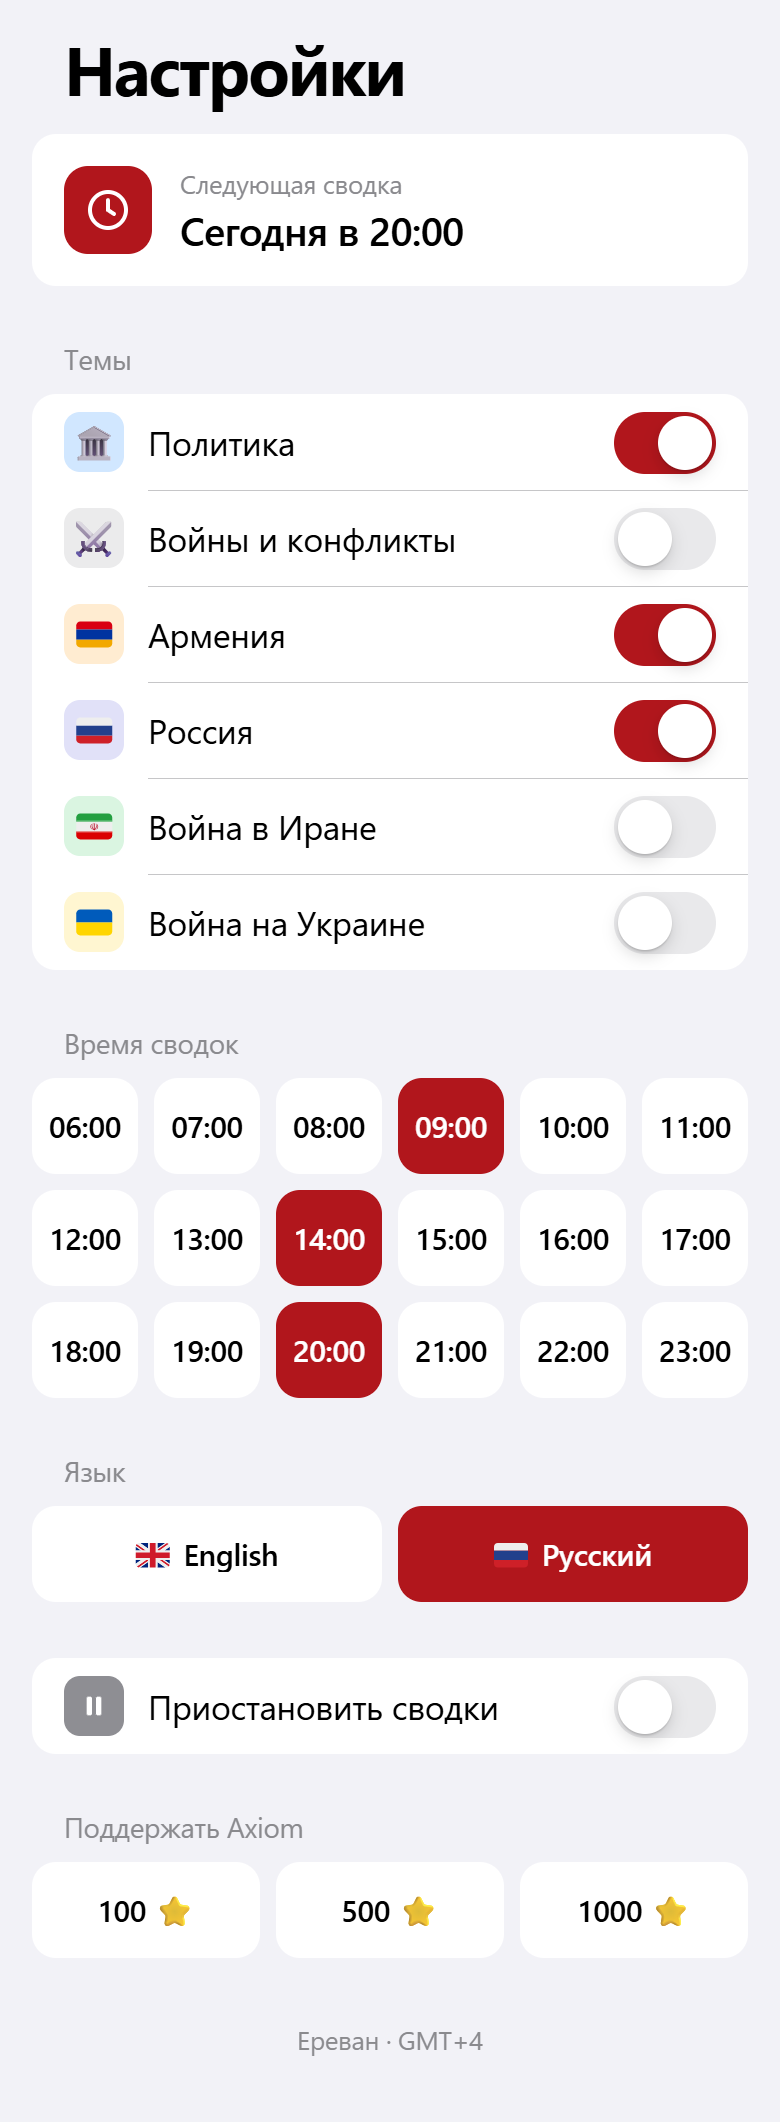 Настройки
Следующая сводка
Сегодня в 20:00
Темы
Политика
Войны и конфликты
Армения
Россия
Война в Иране
Война на Украине
Время сводок
06:00 07:00 08:00 09:00 10:00 11:00
12:00 13:00 14:00 15:00 16:00 17:00
18:00 19:00 20:00 21:00 22:00 23:00
Язык
English Русский
Приостановить сводки
Поддержать Axiom
100 500 1000
Ереван · GMT+4